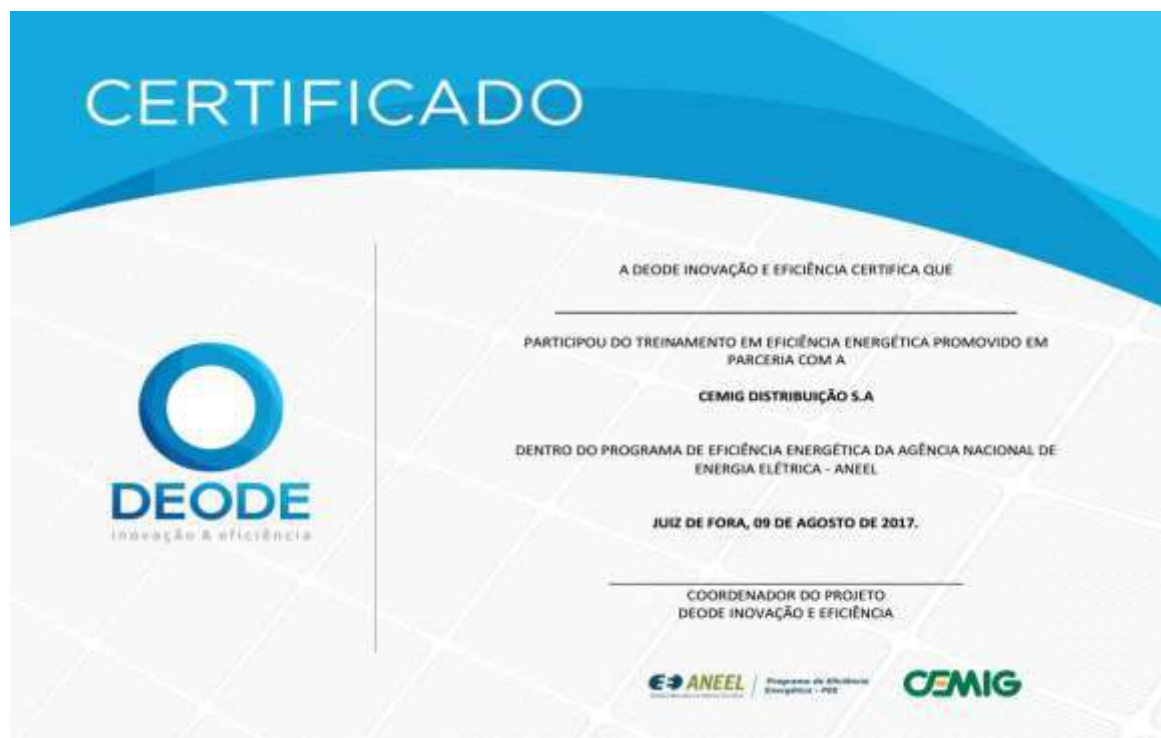 CERTIFICADO
A DEODE INOVAÇÃO E EFICIÊNCIA CERTIFICA QUE
PARTICIPOU DO TREINAMENTO EM EFICIÊNCIA ENERGÉTICA PROMOVIDO EM
PARCERIA COM A
CEMIG DISTRIBUIÇÃO S.A
DENTRO DO PROGRAMA DE EFICIÊNCIA ENERGÉTICA DA AGÊNCIA NACIONAL DE
ENERGIA ELÉTRICA - ANEEL
JUIZ DE FORA, 09 DE AGOSTO DE 2017.
COORDENADOR DO PROJETO
DEODE INOVAÇÃO E EFICIÊNCIA
DEODE
inovação & eficiência
ANEEL
Programa de Eficiência
Energética - PEE
CEMIG